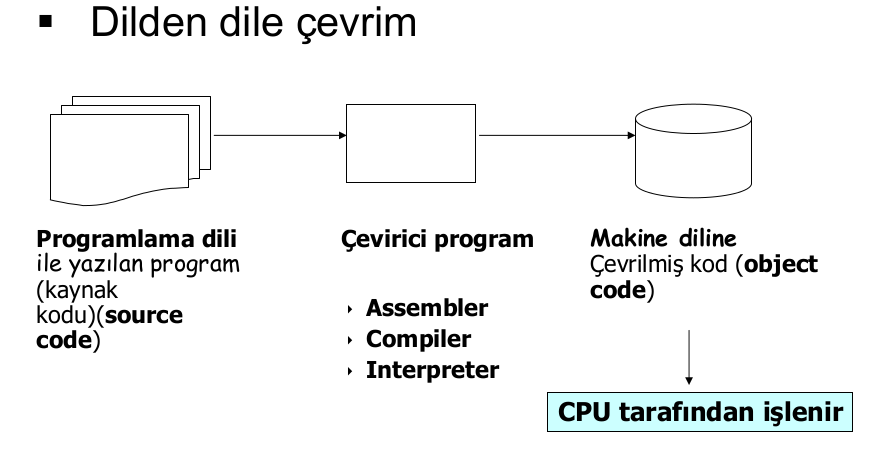 ▪ Dilden dile çevrim
Programlama dili
ile yazılan program
(kaynak
kodu)(source
code)
Çevirici program
‣ Assembler
‣ Compiler
‣ Interpreter
Makine diline
Çevrilmiş kod (object
code)
CPU tarafından işlenir